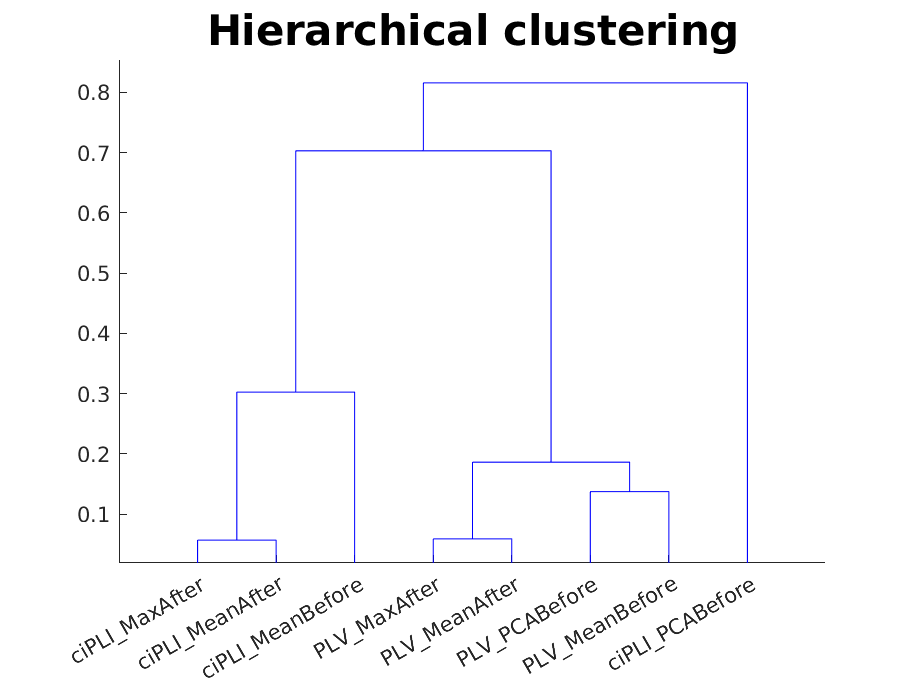 Hierarchical clustering
0.8
0.7
0.6
0.5
0.4
0.3
0.2
0.1
ciPLI_MaxAfter
ciPLI_MeanAfter
ciPLI_MeanBefore
PLV_MaxAfter
PLV_MeanAfter
PLV_PCABefore
PLV_MeanBefore
ciPLI_PCABefore